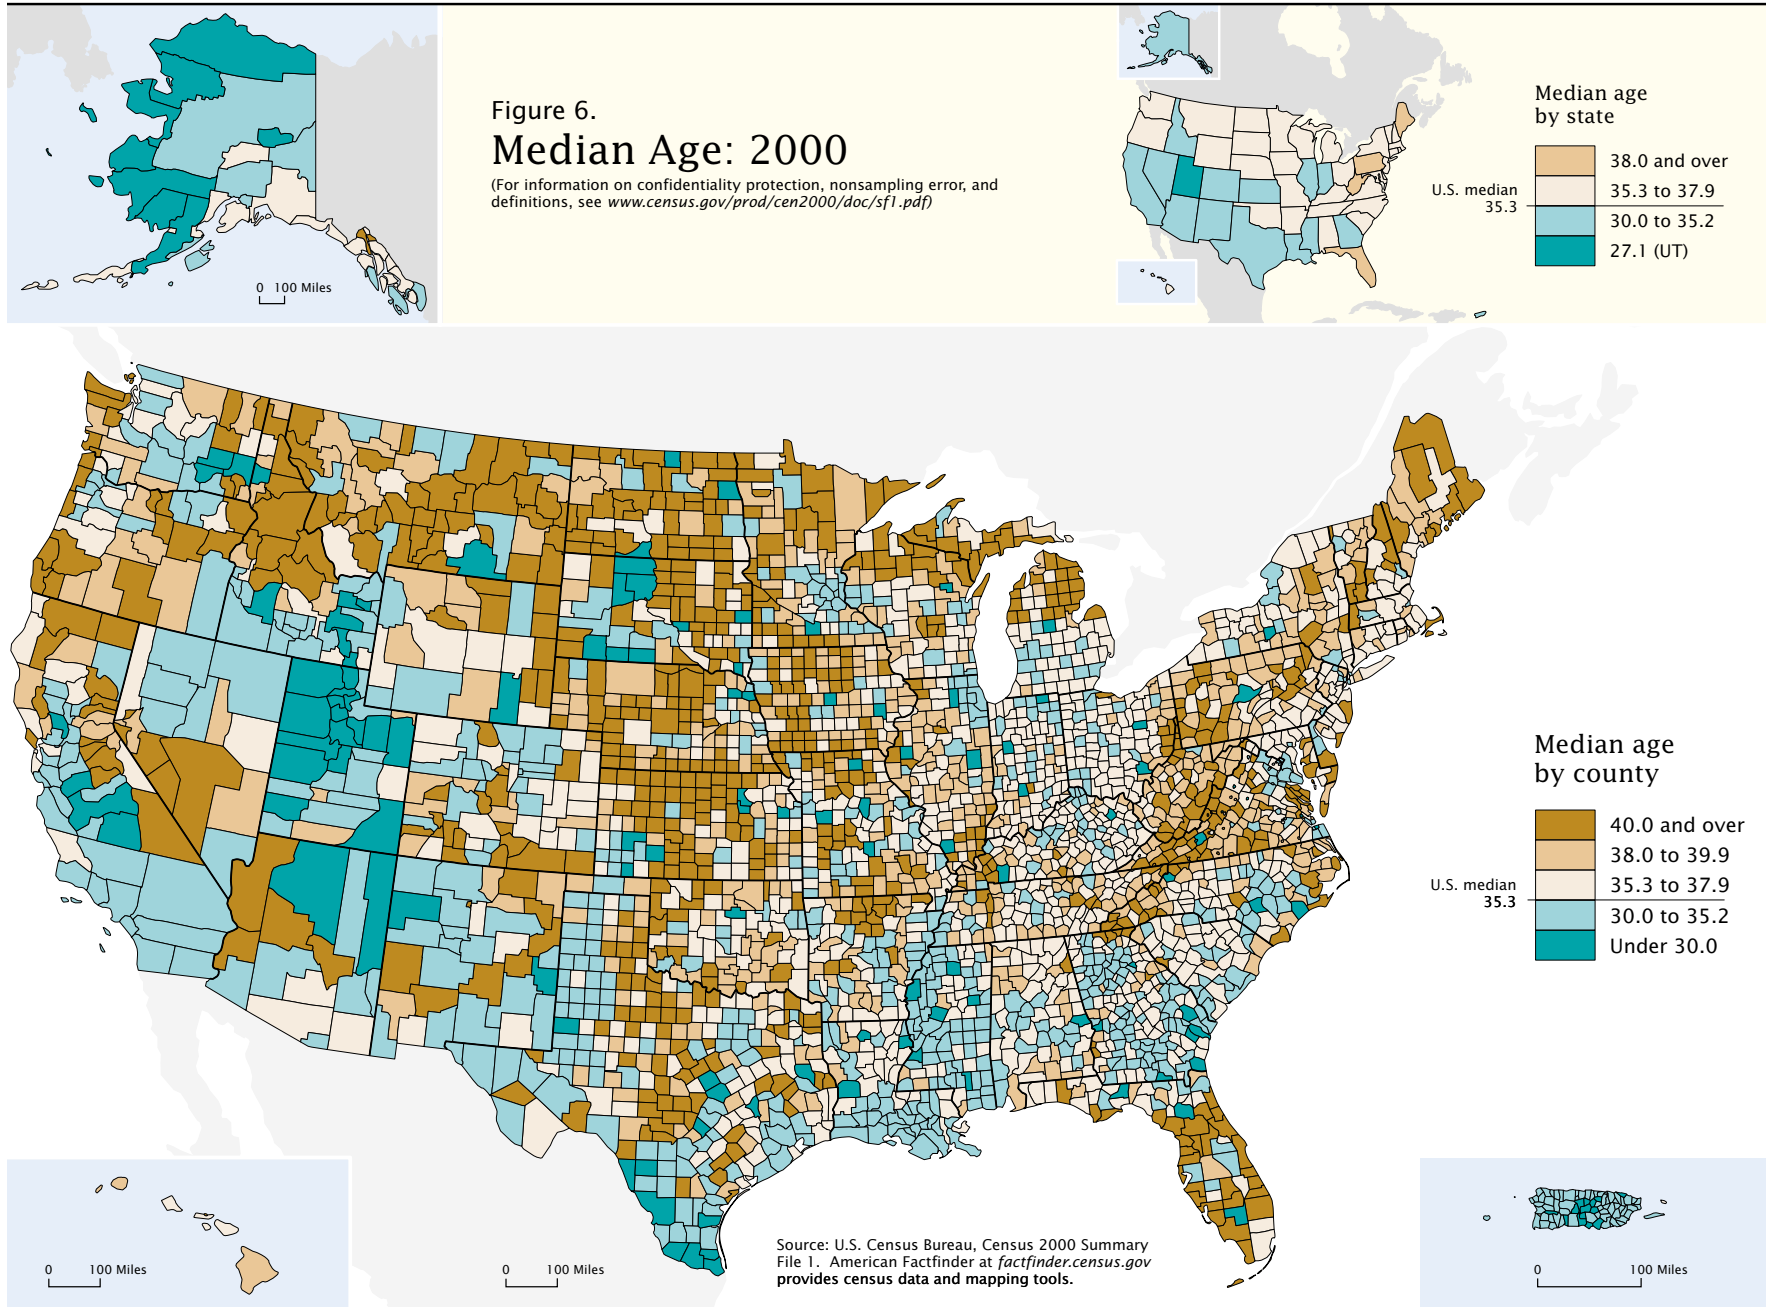 Figure 6.
Median Age: 2000
(For information on confidentiality protection, nonsampling error, and
definitions, see www.census.gov/prod/cen2000/doc/sf1.pdf)
0 100 Miles
Median age
by state
38.0 and over
35.3 to 37.9
30.0 to 35.2
27.1 (UT)
U.S. median
35.3
Median age
by county
40.0 and over
38.0 to 39.9
35.3 to 37.9
30.0 to 35.2
Under 30.0
U.S. median
35.3
0 100 Miles
0 100 Miles
Source: U.S. Census Bureau, Census 2000 Summary
File 1. American Factfinder at factfinder.census.gov
provides census data and mapping tools.
0 100 Miles